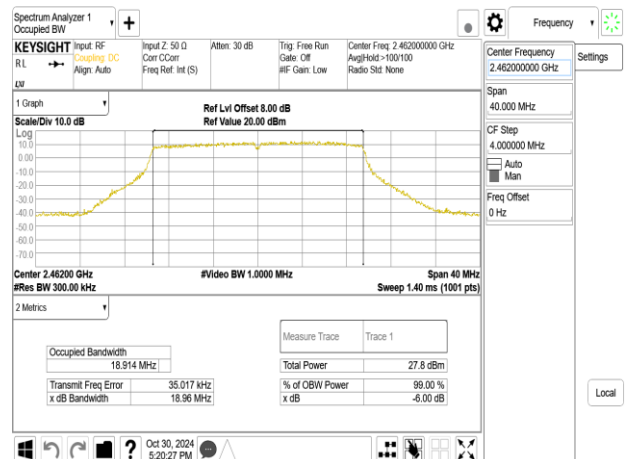 Spectrum Analyzer 1
Occupied BW
Frequency
KEYSIGHT
Input: RF
Coupling: DC
Align: Auto
RL
LXI
Input Z: 50 Ω
Corr CCorr
Freq Ref: Int (S)
Atten: 30 dB
Trig: Free Run
Gate: Off
#IF Gain: Low
Center Freq: 2.462000000 GHz
Avg|Hold:>100/100
Radio Std: None
Center Frequency
2.462000000 GHz
Settings
Span
40.000 MHz
CF Step
4.000000 MHz
Auto
Man
Freq Offset
0 Hz
1 Graph
Scale/Div 10.0 dB
Ref Lvl Offset 8.00 dB
Ref Value 20.00 dBm
Log
10.0
0.00
-10.0
-20.0
-30.0
-40.0
-50.0
-60.0
-70.0
Center 2.46200 GHz
#Video BW 1.0000 MHz
Span 40 MHz
#Res BW 300.00 kHz
Sweep 1.40 ms (1001 pts)
2 Metrics
Measure Trace
Trace 1
Occupied Bandwidth
18.914 MHz
Total Power
27.8 dBm
Transmit Freq Error
35.017 kHz
% of OBW Power
99.00 %
x dB Bandwidth
18.96 MHz
x dB
-6.00 dB
Local
?
Oct 30, 2024
5:20:27 PM